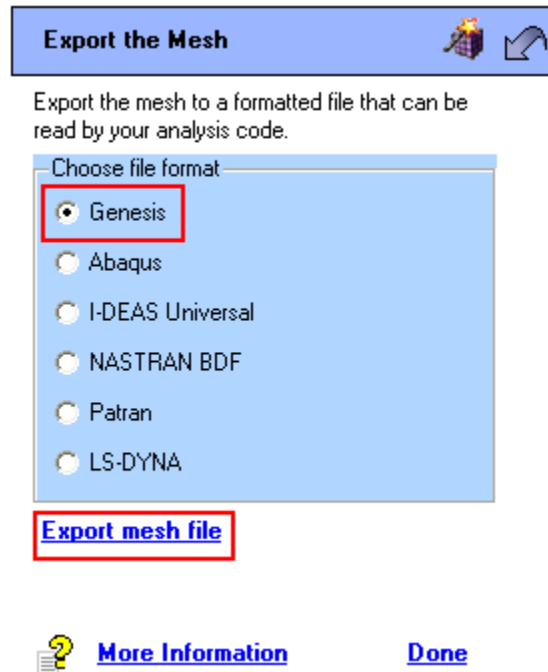 Export the Mesh
Export the mesh to a formatted file that can be
read by your analysis code.
Choose file format
Genesis
Abaqus
I-DEAS Universal
NASTRAN BDF
Patran
LS-DYNA
Export mesh file
More Information Done